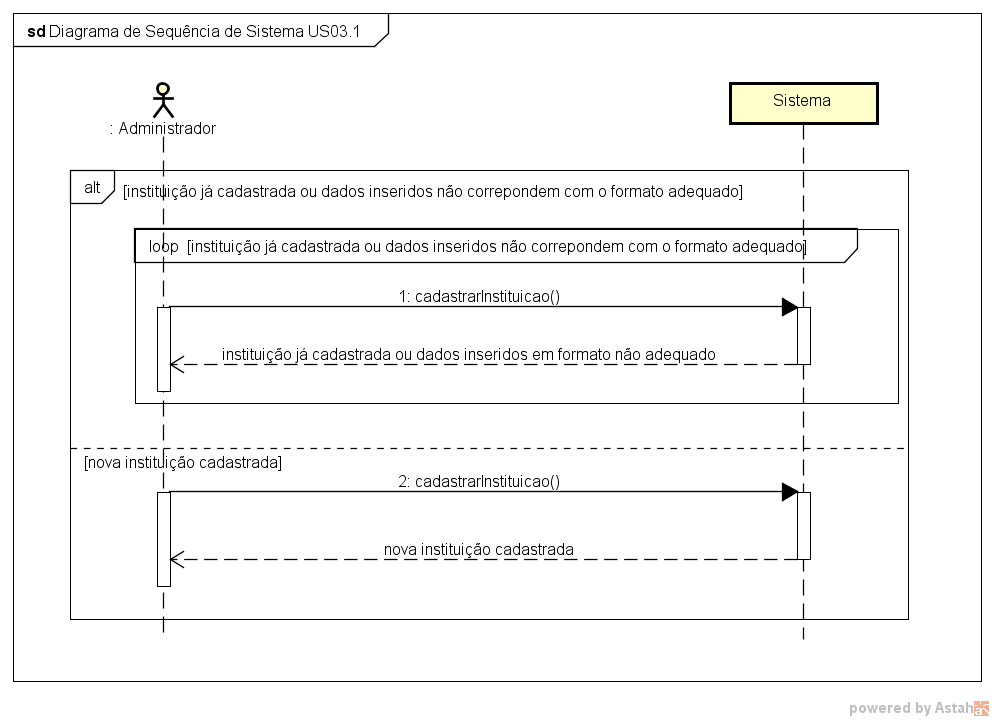 sd Diagrama de Sequência de Sistema US03.1
: Administrador
Sistema
alt
[instituição já cadastrada ou dados inseridos não correpondem com o formato adequado]
loop [instituição já cadastrada ou dados inseridos não correpondem com o formato adequado]
1: cadastrarInstituicao()
instituição já cadastrada ou dados inseridos em formato não adequado
[nova instituição cadastrada]
2: cadastrarInstituicao()
nova instituição cadastrada
powered by Astah